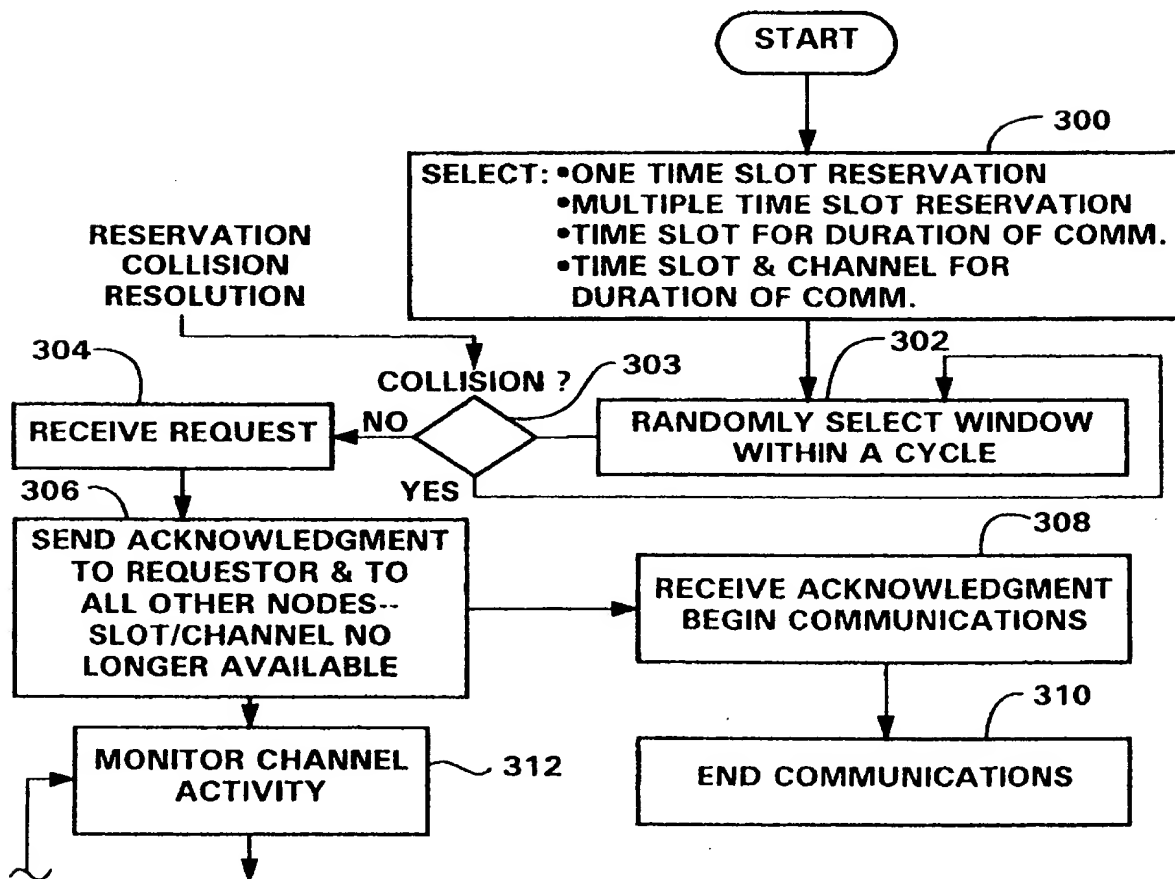 START
300
SELECT: •ONE TIME SLOT RESERVATION
•MULTIPLE TIME SLOT RESERVATION
•TIME SLOT FOR DURATION OF COMM.
•TIME SLOT & CHANNEL FOR
DURATION OF COMM.
RESERVATION
COLLISION
RESOLUTION
302
303
304
COLLISION ?
RANDOMLY SELECT WINDOW
WITHIN A CYCLE
NO
RECEIVE REQUEST
YES
306
SEND ACKNOWLEDGMENT
TO REQUESTOR & TO
ALL OTHER NODES--
SLOT/CHANNEL NO
LONGER AVAILABLE
308
RECEIVE ACKNOWLEDGMENT
BEGIN COMMUNICATIONS
310
END COMMUNICATIONS
MONITOR CHANNEL
ACTIVITY
312